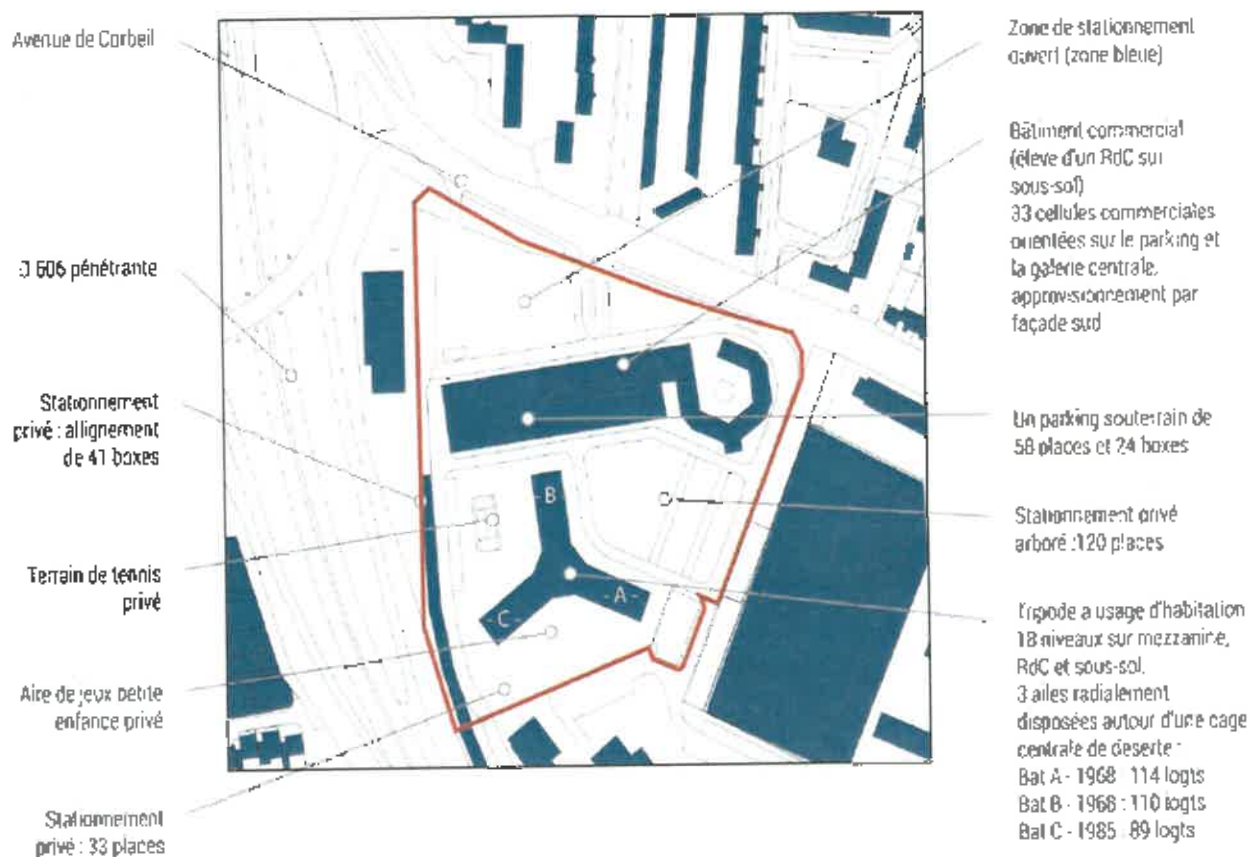 Avenue de Corbeil
D 606 pénétrante
Stationnement
privé : allignement
de 41 boxes
Terrain de tennis
privé
Aire de jeux petite
enfance privé
Stationnement
privé : 33 places
- B -
- A -
- C -
Zone de stationnement
ouvert (zone bleue)
Bâtiment commercial
(élevé d'un RdC sur
sous-sol)
33 cellules commerciales
orientées sur le parking et
la galerie centrale,
approvisionnement par
façade sud
Un parking souterrain de
58 places et 24 boxes
Stationnement privé
arboré :120 places
Tripode a usage d'habitation
18 niveaux sur mezzanine,
RdC et sous-sol.
3 ailes radialement
disposées autour d'une cage
centrale de deserte :
Bat A - 1968 : 114 logts
Bat B - 1968 : 110 logts
Bat C - 1985 : 89 logts